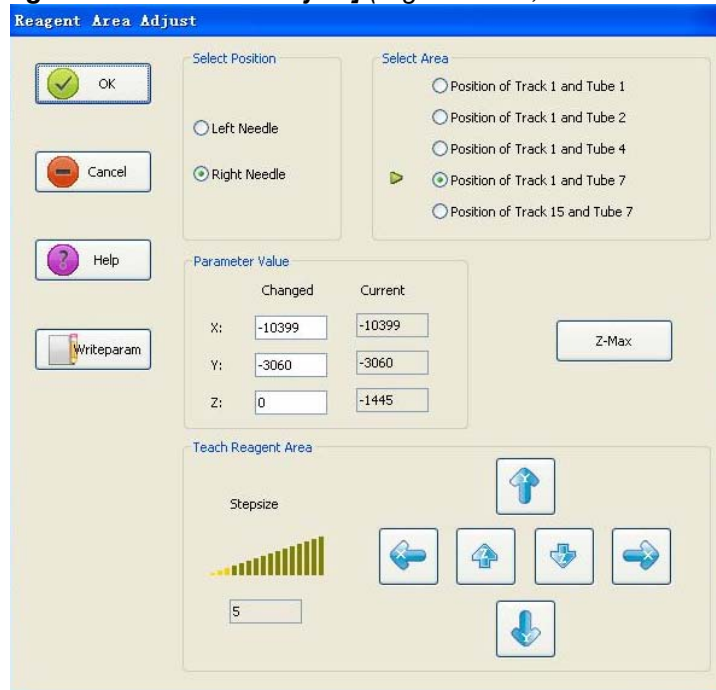 Reagent Area Adjust
OK
Cancel
Help
Writeparam
Select Position
Left Needle
Right Needle
Select Area
Position of Track 1 and Tube 1
Position of Track 1 and Tube 2
Position of Track 1 and Tube 4
Position of Track 1 and Tube 7
Position of Track 15 and Tube 7
Parameter Value
Changed Current
X: -10399 -10399
Y: -3060 -3060
Z: 0 -1445
Z-Max
Teach Reagent Area
Stepsize
5
Y
X Z Z X
Y